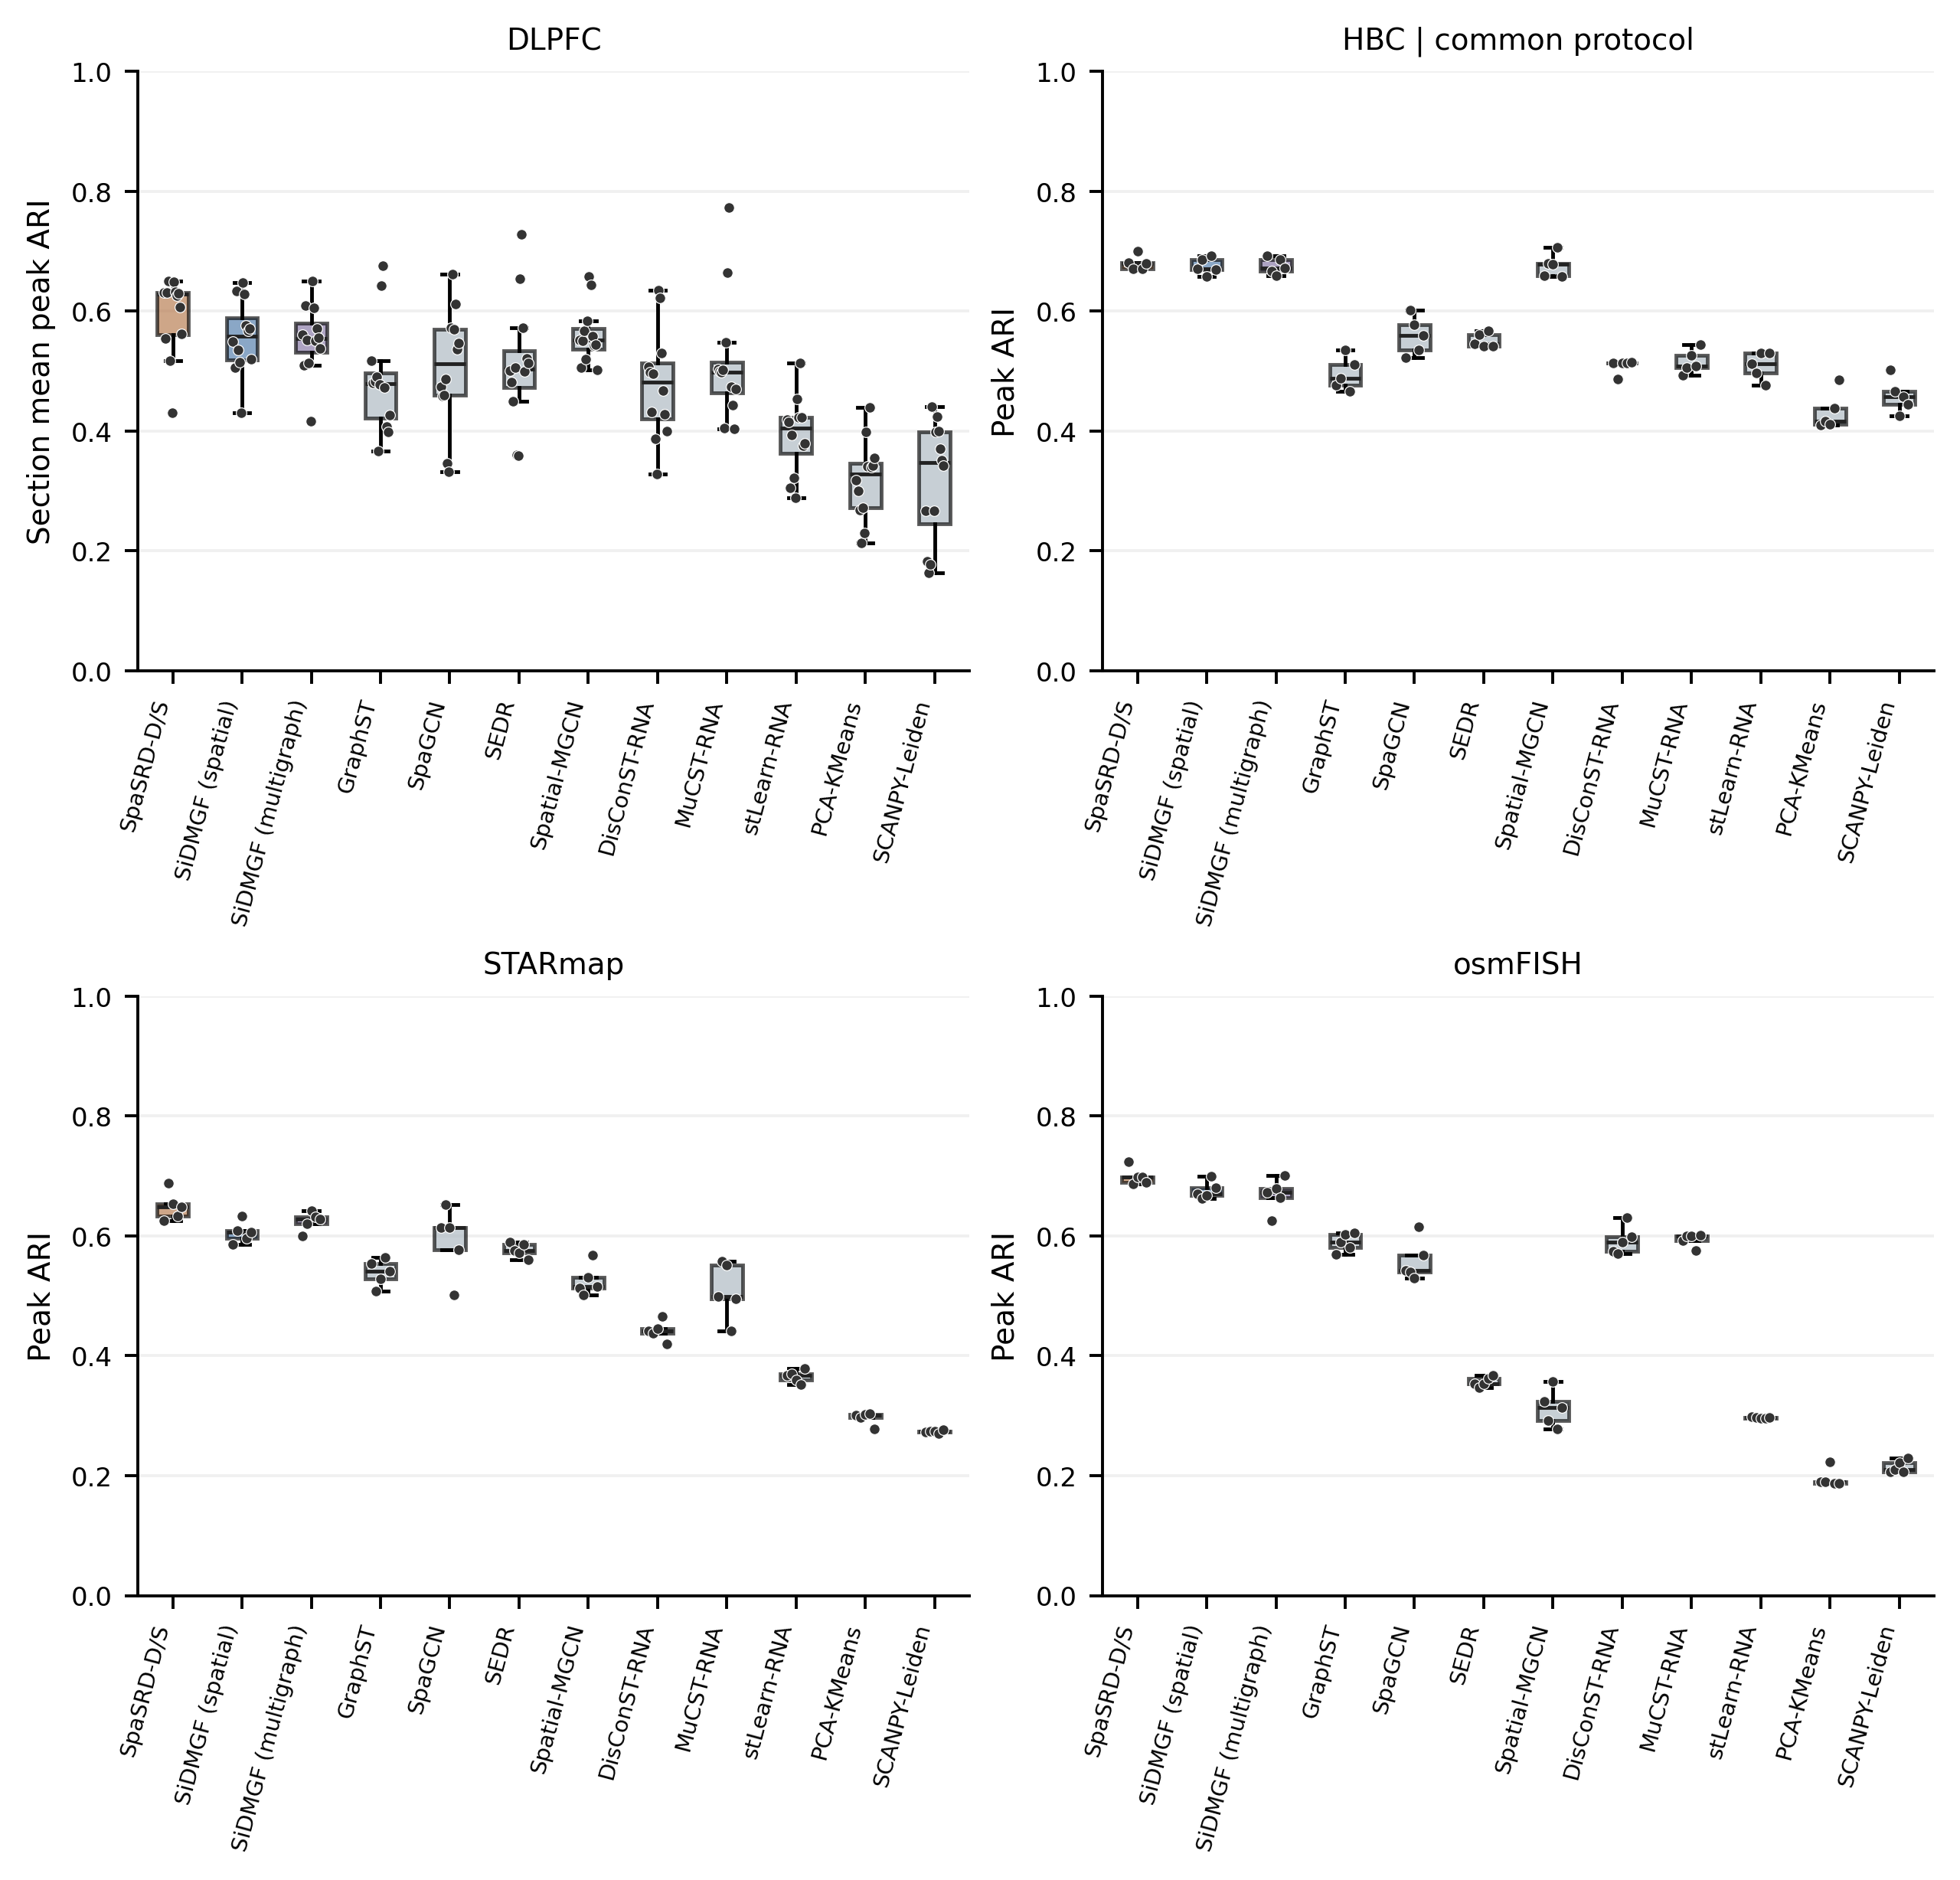 DLPFC
Section mean peak ARI
1.0
0.8
0.6
0.4
0.2
0.0
SpaSRD-D/S
SiDMGF (spatial)
SiDMGF (multigraph)
GraphST
SpaGCN
SEDR
Spatial-MGCN
DisConST-RNA
MuCST-RNA
stLearn-RNA
PCA-KMeans
SCANPY-Leiden
HBC | common protocol
Peak ARI
1.0
0.8
0.6
0.4
0.2
0.0
SpaSRD-D/S
SiDMGF (spatial)
SiDMGF (multigraph)
GraphST
SpaGCN
SEDR
Spatial-MGCN
DisConST-RNA
MuCST-RNA
stLearn-RNA
PCA-KMeans
SCANPY-Leiden
STARmap
Peak ARI
1.0
0.8
0.6
0.4
0.2
0.0
SpaSRD-D/S
SiDMGF (spatial)
SiDMGF (multigraph)
GraphST
SpaGCN
SEDR
Spatial-MGCN
DisConST-RNA
MuCST-RNA
stLearn-RNA
PCA-KMeans
SCANPY-Leiden
osmFISH
Peak ARI
1.0
0.8
0.6
0.4
0.2
0.0
SpaSRD-D/S
SiDMGF (spatial)
SiDMGF (multigraph)
GraphST
SpaGCN
SEDR
Spatial-MGCN
DisConST-RNA
MuCST-RNA
stLearn-RNA
PCA-KMeans
SCANPY-Leiden